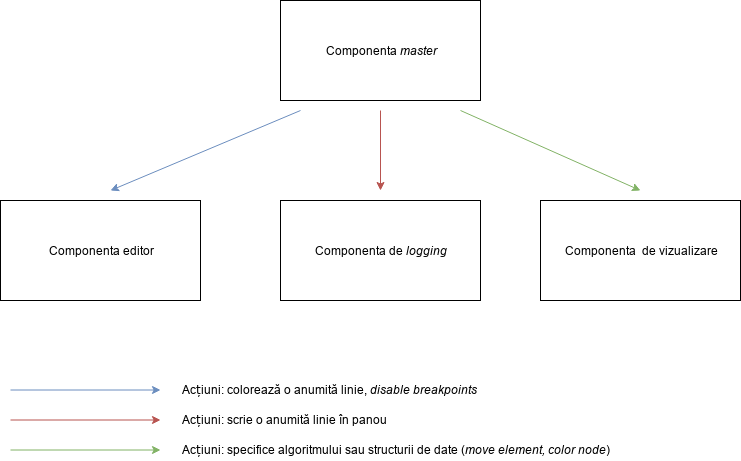 Componenta master
Componenta editor
Componenta de logging
Componenta de vizualizare
Acțiuni: colorează o anumită linie, disable breakpoints
Acțiuni: scrie o anumită linie în panou
Acțiuni: specifice algoritmului sau structurii de date (move element, color node)